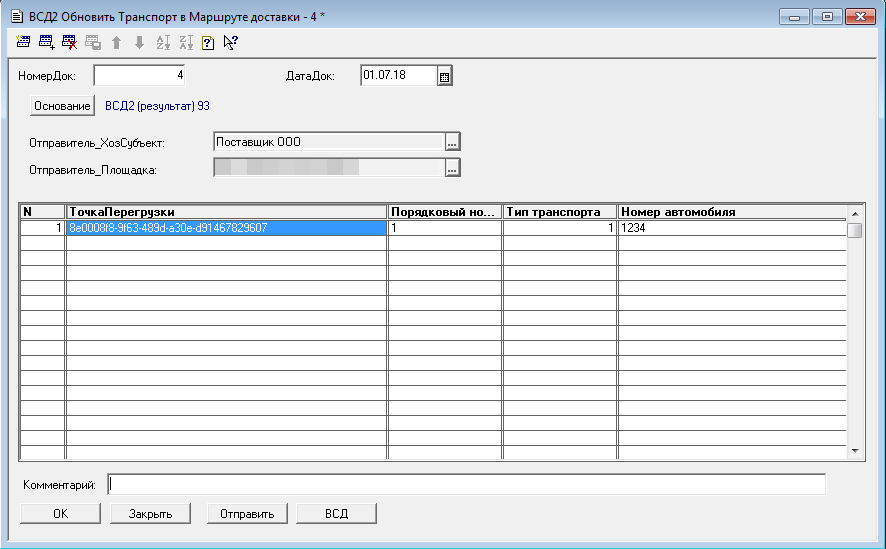 ВСД2 Обновить Транспорт в Маршруте доставки - 4 *
НомерДок: 4 ДатаДок: 01.07.18
Основание ВСД2 (результат) 93
Отправитель_ХозСубъект: Поставщик ООО ...
Отправитель_Площадка: ...
N ТочкаПерегрузки Порядковый но... Тип транспорта Номер автомобиля
1 8e0008f8-9f63-489d-a30e-d91467829607 1 1 1234
Комментарий:
OK Закрыть Отправить ВСД